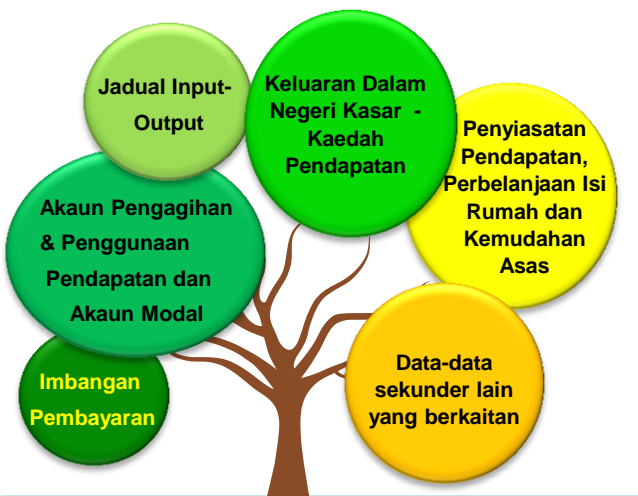 Jadual Input-
Output
Keluaran Dalam
Negeri Kasar -
Kaedah
Pendapatan
Penyiasatan
Pendapatan,
Perbelanjaan Isi
Rumah dan
Kemudahan
Asas
Akaun Pengagihan
& Penggunaan
Pendapatan dan
Akaun Modal
Imbangan
Pembayaran
Data-data
sekunder lain
yang berkaitan